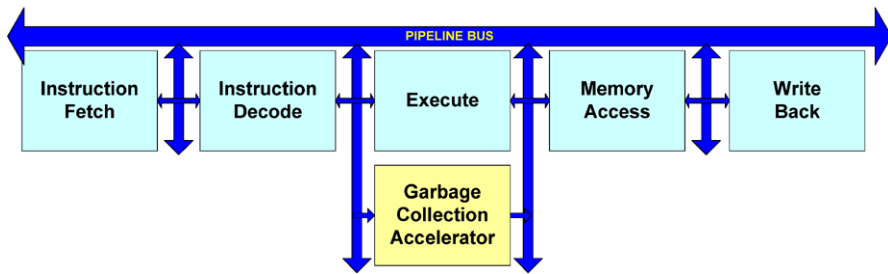 PIPELINE BUS
Instruction
Fetch
Instruction
Decode
Execute
Memory
Access
Write
Back
Garbage
Collection
Accelerator